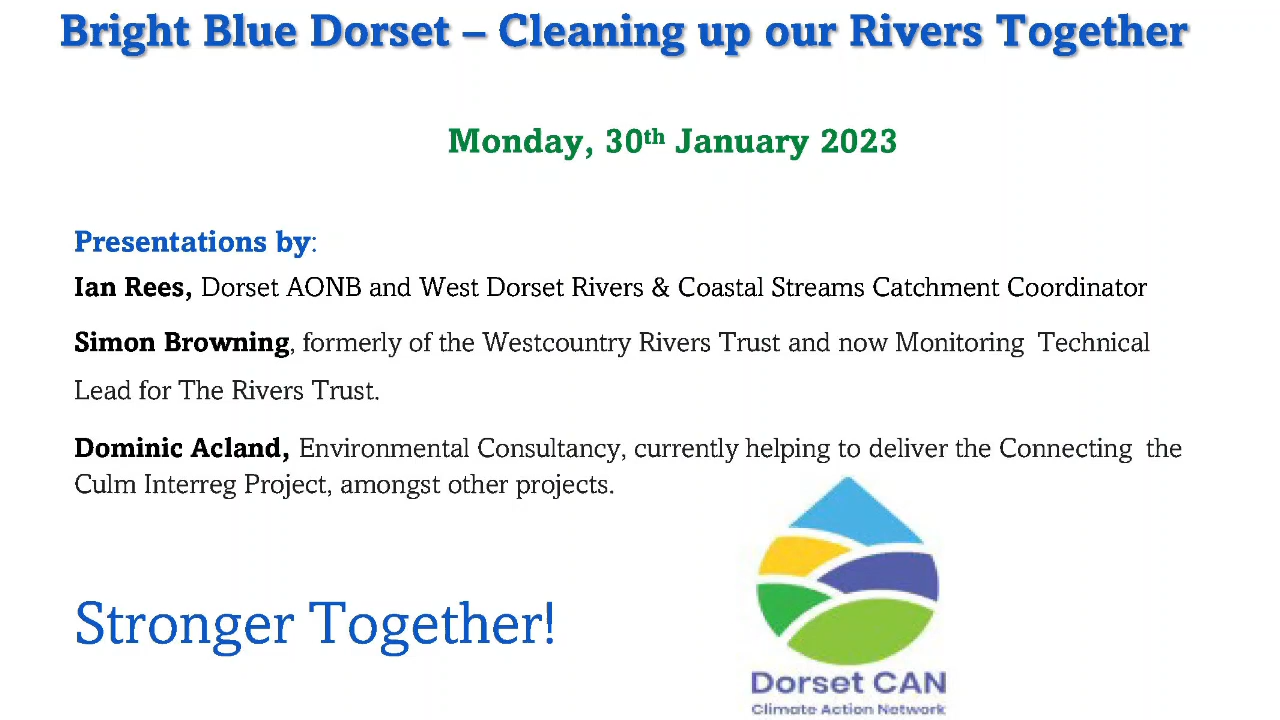 Bright Blue Dorset – Cleaning up our Rivers Together
Monday, 30th January 2023
Presentations by:
Ian Rees, Dorset AONB and West Dorset Rivers & Coastal Streams Catchment Coordinator
Simon Browning, formerly of the Westcountry Rivers Trust and now Monitoring Technical
Lead for The Rivers Trust.
Dominic Acland, Environmental Consultancy, currently helping to deliver the Connecting the
Culm Interreg Project, amongst other projects.
Stronger Together!
Dorset CAN
Climate Action Network